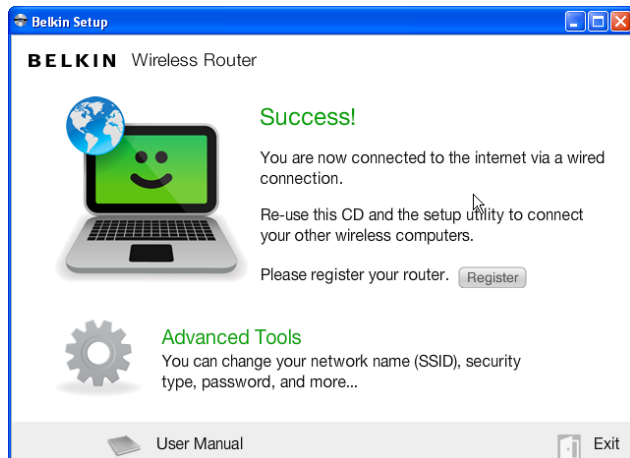 Belkin Setup
BELKIN Wireless Router
Success!
You are now connected to the internet via a wired
connection.
Re-use this CD and the setup utility to connect
your other wireless computers.
Please register your router. Register
Advanced Tools
You can change your network name (SSID), security
type, password, and more...
User Manual
Exit